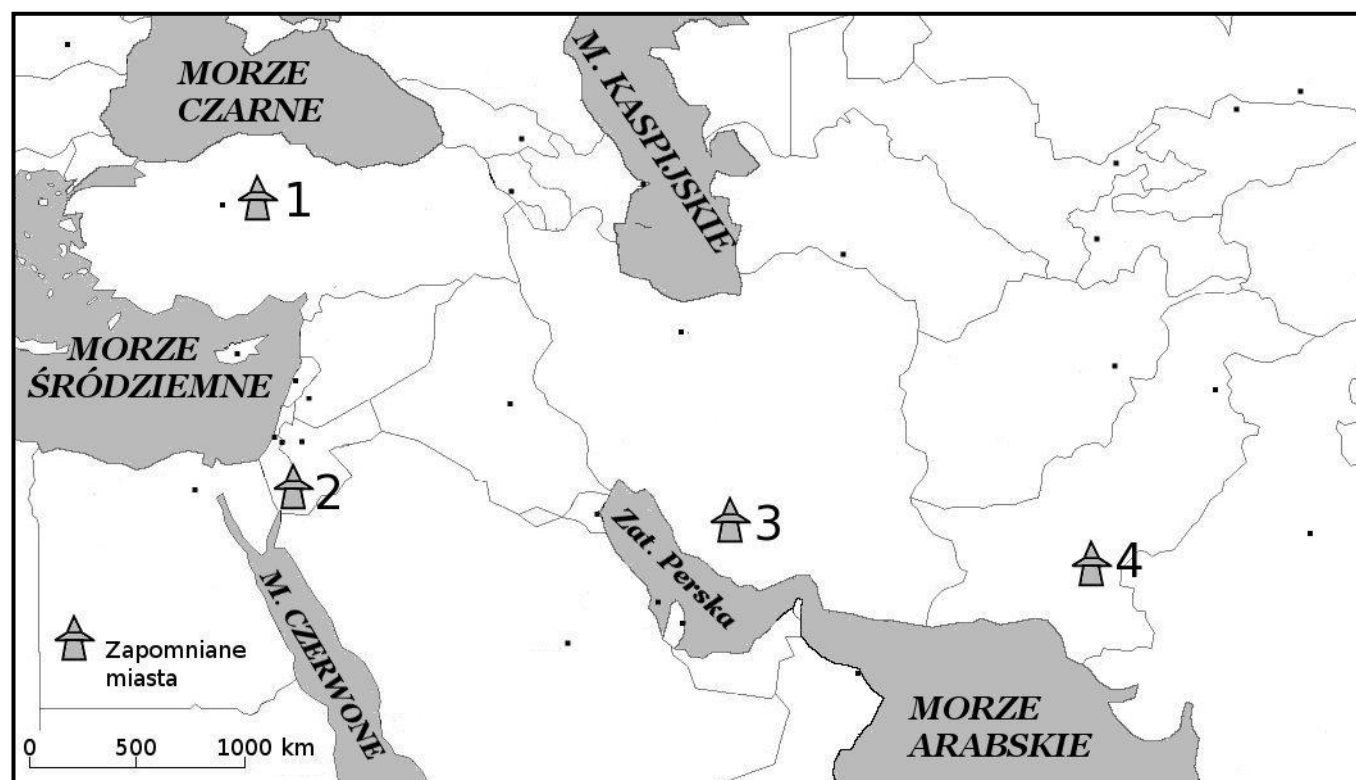 MORZE
CZARNE
M. KASPIJSKIE
1
MORZE
ŚRÓDZIEMNE
2
3
Zat. Perska
4
M. CZERWONE
Zapomniane
miasta
MORZE
ARABSKIE
0 500 1000 km